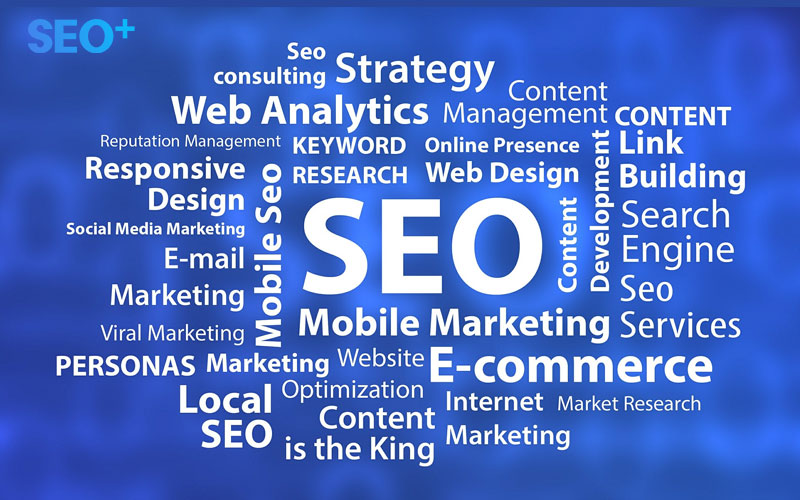 SEO+
Seo
consulting
Strategy
Content
Management
Web Analytics
CONTENT
Reputation Management
KEYWORD
RESEARCH
Online Presence
Web Design
Link
Building
Responsive
Design
Social Media Marketing
E-mail
Marketing
Viral Marketing
Mobile Seo
SEO
Content
Development
Search
Engine
Seo
Services
Mobile Marketing
PERSONAS
Marketing
Website
Optimization
E-commerce
Local
SEO
Content
is the King
Internet
Marketing
Market Research